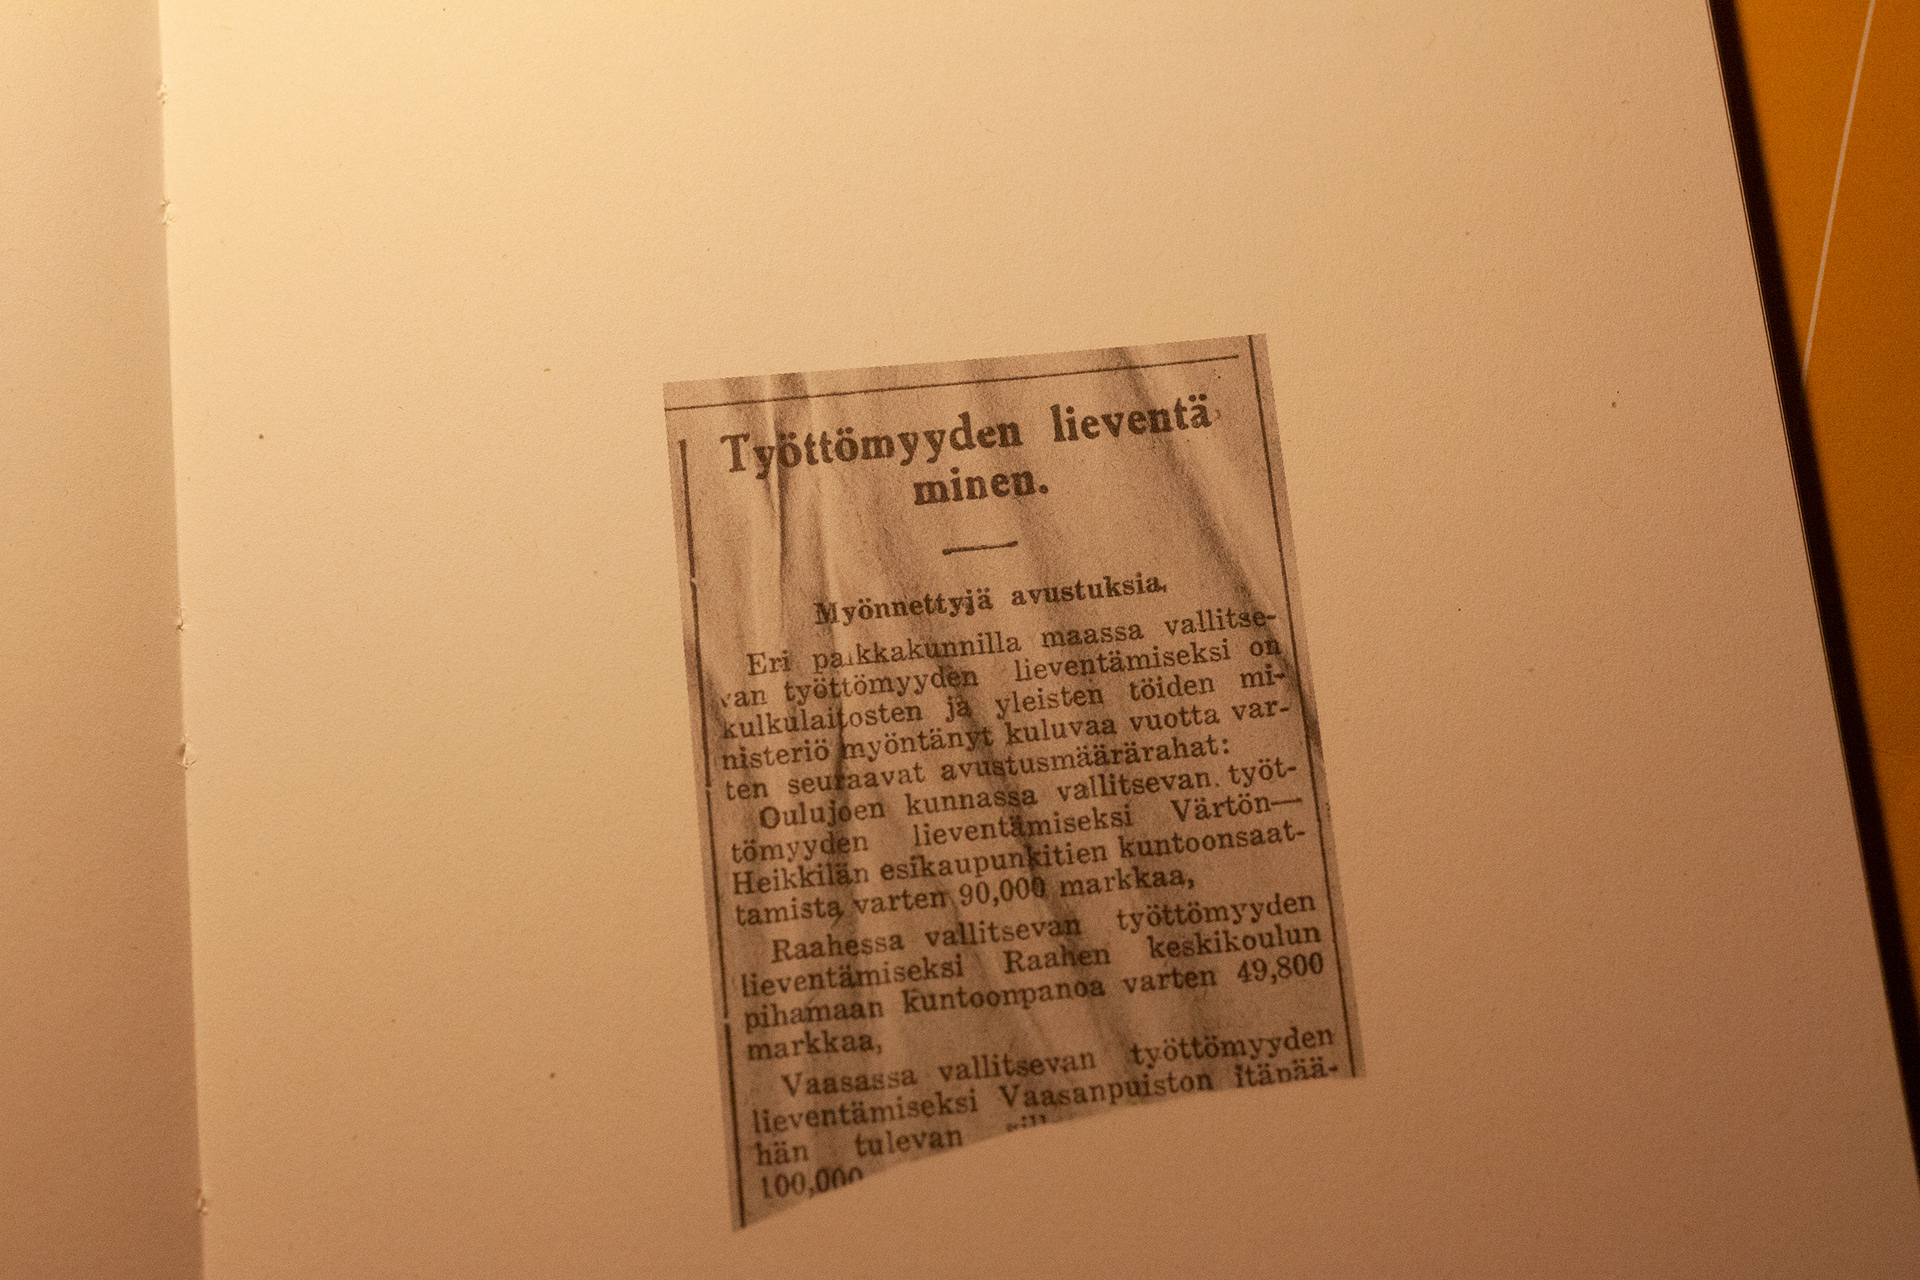 Työttömyyden lieventä-
minen.
Myönnettyjä avustuksia.
Eri paikkakunnilla maassa vallitse-
van työttömyyden lieventämiseksi on
kulkulaitosten ja yleisten töiden mi-
nisteriö myöntänyt kuluvaa vuotta var-
ten seuraavat avustusmäärärahat:
Oulujoen kunnassa vallitsevan työt-
tömyyden lieventämiseksi Värtön—
Heikkilän esikaupunkitien kuntoonsaat-
tamista varten 90,000 markkaa,
Raahessa vallitsevan työttömyyden
lieventämiseksi Raahen keskikoulun
pihamaan kuntoonpanoa varten 49,800
markkaa,
Vaasassa vallitsevan työttömyyden
lieventämiseksi Vaasanpuiston itäpää-
hän tulevan
100,000